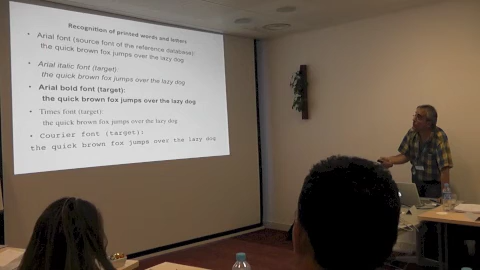 Recognition of printed words and letters
• Arial font (source font of the reference database):
the quick brown fox jumps over the lazy dog
• Arial italic font (target):
the quick brown fox jumps over the lazy dog
• Arial bold font (target):
the quick brown fox jumps over the lazy dog
• Times font (target):
the quick brown fox jumps over the lazy dog
• Courier font (target):
the quick brown fox jumps over the lazy dog